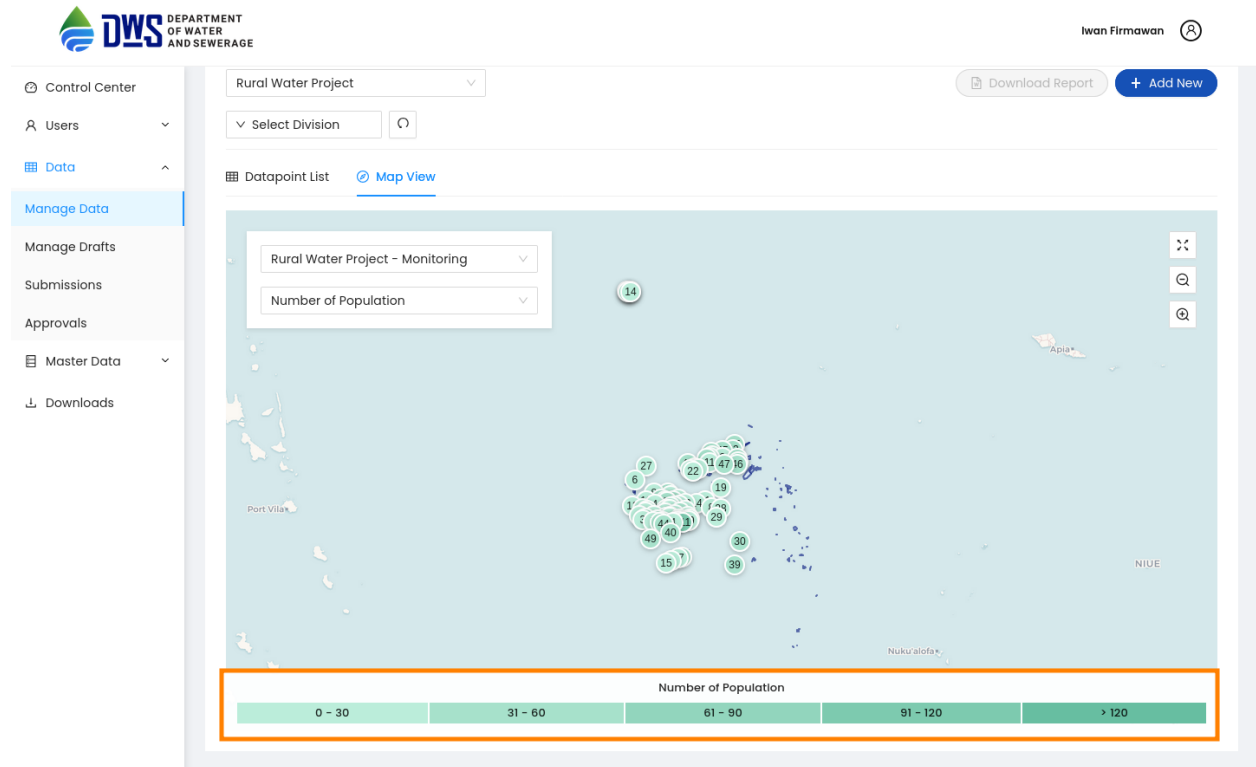 DWS DEPARTMENT
OF WATER
AND SEWERAGE
Iwan Firmawan
Control Center
Users
Data
Manage Data
Manage Drafts
Submissions
Approvals
Master Data
Downloads
Rural Water Project
Download Report
+ Add New
Select Division
Datapoint List
Map View
Rural Water Project - Monitoring
Number of Population
14
Apia
27
6
22
11
47
46
19
29
Port Vila
44
40
49
30
15
39
NIUE
Nuku'alofa
Number of Population
0 - 30
31 - 60
61 - 90
91 - 120
> 120